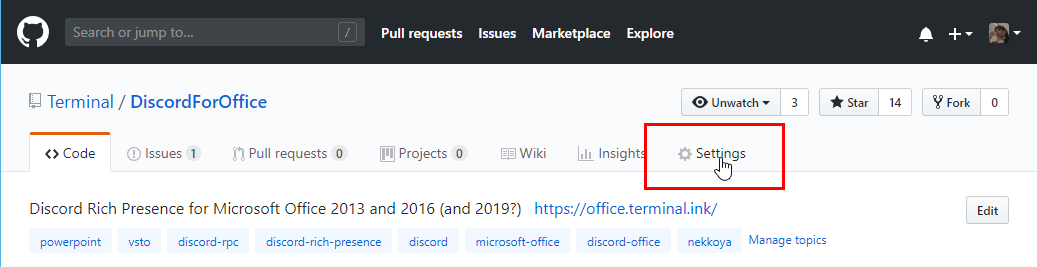 Search or jump to... / Pull requests Issues Marketplace Explore
Terminal / DiscordForOffice Unwatch 3 Star 14 Fork 0
Code Issues 1 Pull requests 0 Projects 0 Wiki Insights Settings
Discord Rich Presence for Microsoft Office 2013 and 2016 (and 2019?) https://office.terminal.ink/ Edit
powerpoint vsto discord-rpc discord-rich-presence discord microsoft-office discord-office nekkoya Manage topics